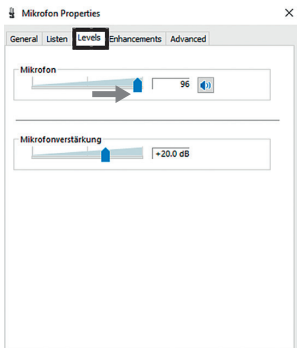 Mikrofon Properties
General Listen Levels Enhancements Advanced
Mikrofon
96
Mikrofonverstärkung
+20.0 dB